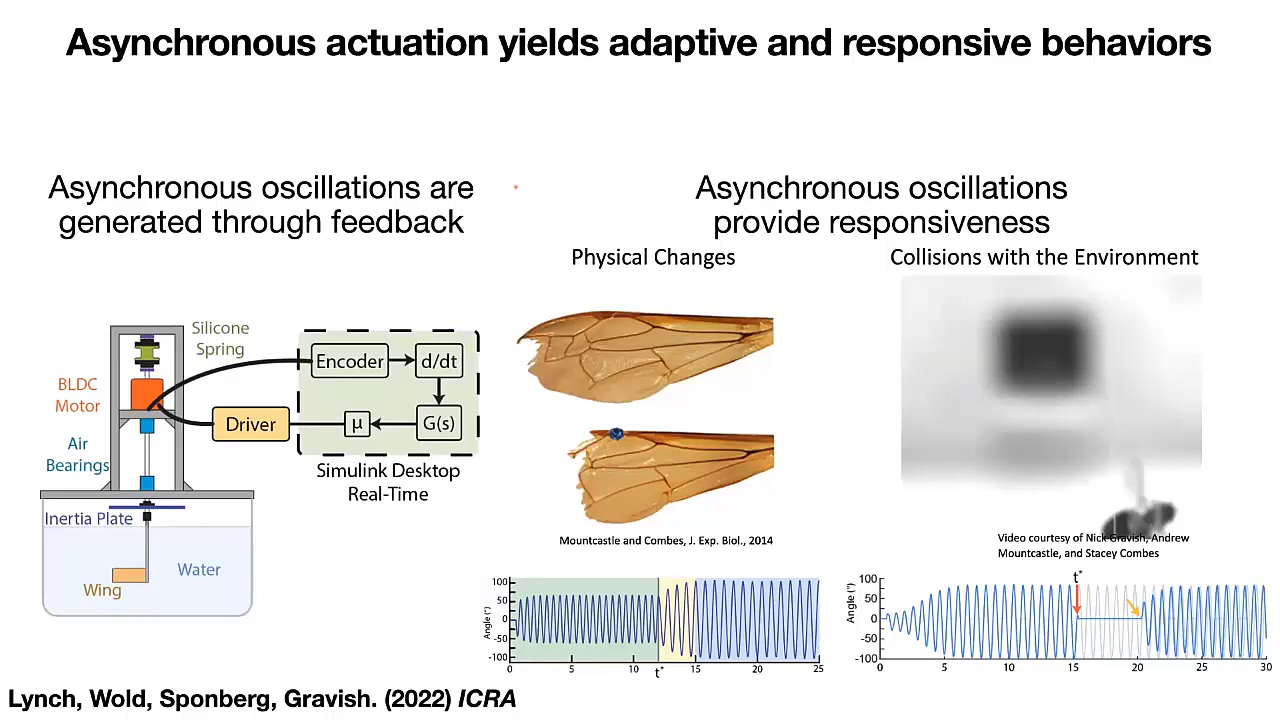 Asynchronous actuation yields adaptive and responsive behaviors
Asynchronous oscillations are
generated through feedback
Silicone
Spring
BLDC
Motor
Air
Bearings
Inertia Plate
Water
Wing
Encoder
d/dt
Driver
μ
G(s)
Simulink Desktop
Real-Time
Asynchronous oscillations
provide responsiveness
Physical Changes
Mountcastle and Combes, J. Exp. Biol., 2014
Angle (°)
100
50
0
-50
-100
0 5 10 t* 15 20 25
Collisions with the Environment
Video courtesy of Nick Gravish, Andrew
Mountcastle, and Stacey Combes
t*
Angle (°)
100
50
0
-50
-100
0 5 10 15 20 25 30
Lynch, Wold, Sponberg, Gravish. (2022) ICRA